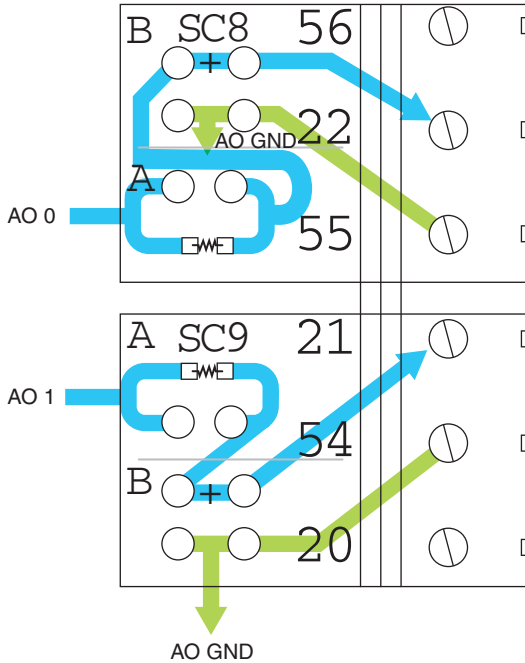 B SC8 56
+
22
AO GND
A
AO 0
55
A SC9 21
AO 1
54
B
+
20
AO GND